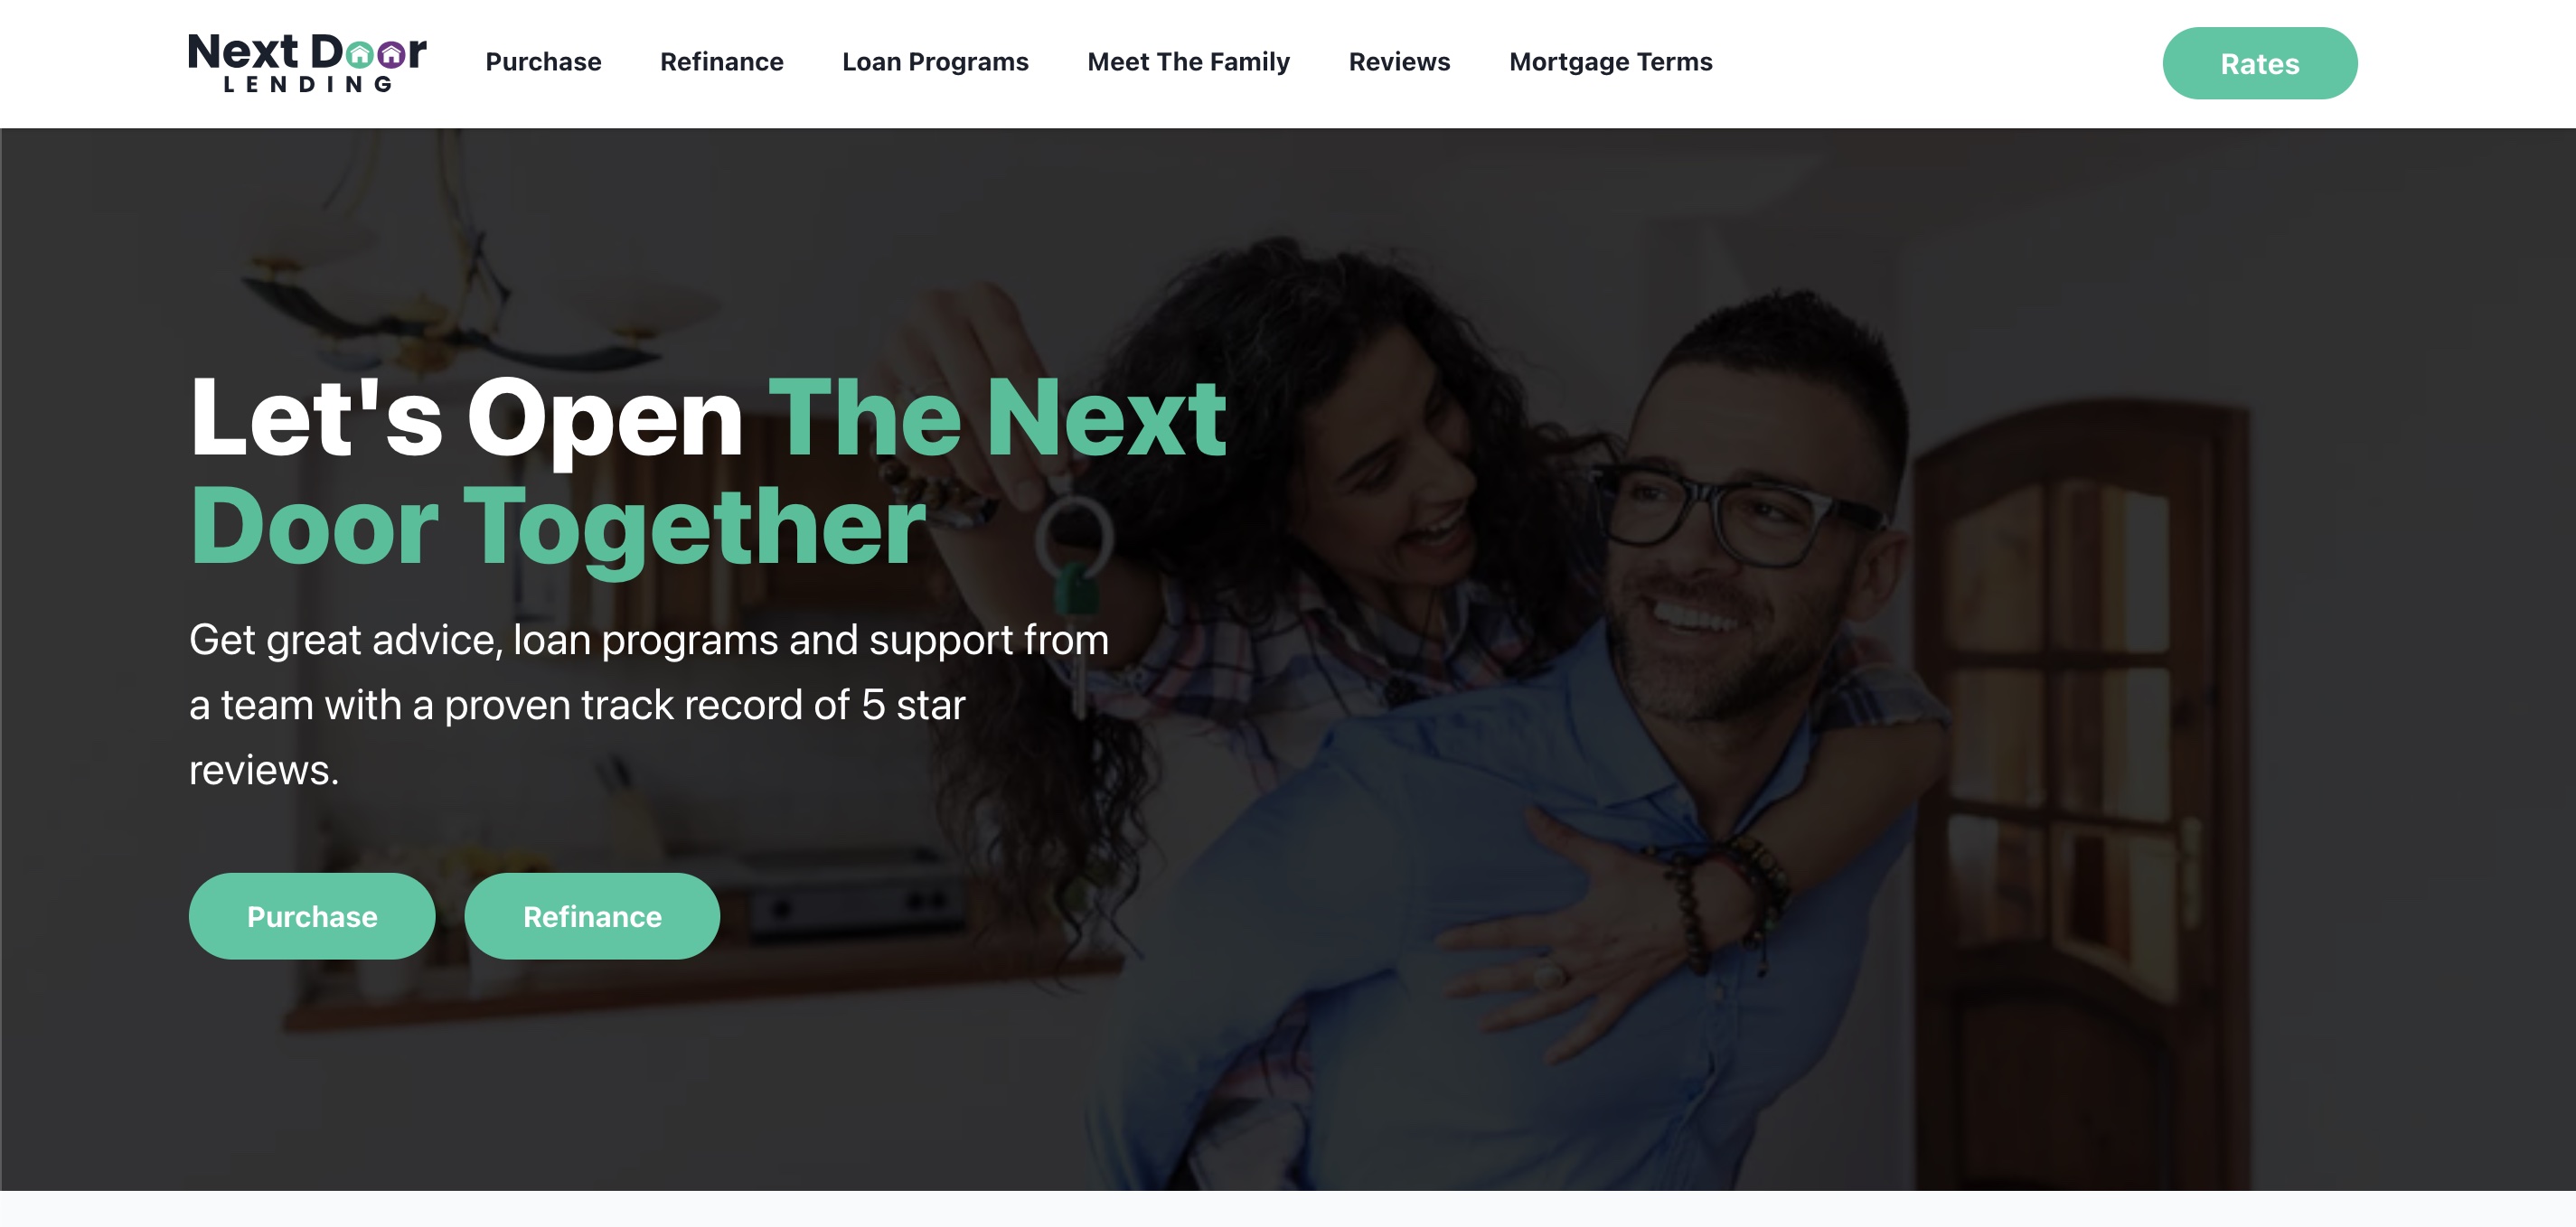 Next Door
LENDING
Purchase
Refinance
Loan Programs
Meet The Family
Reviews
Mortgage Terms
Rates
Let's Open The Next
Door Together
Get great advice, loan programs and support from
a team with a proven track record of 5 star
reviews.
Purchase
Refinance